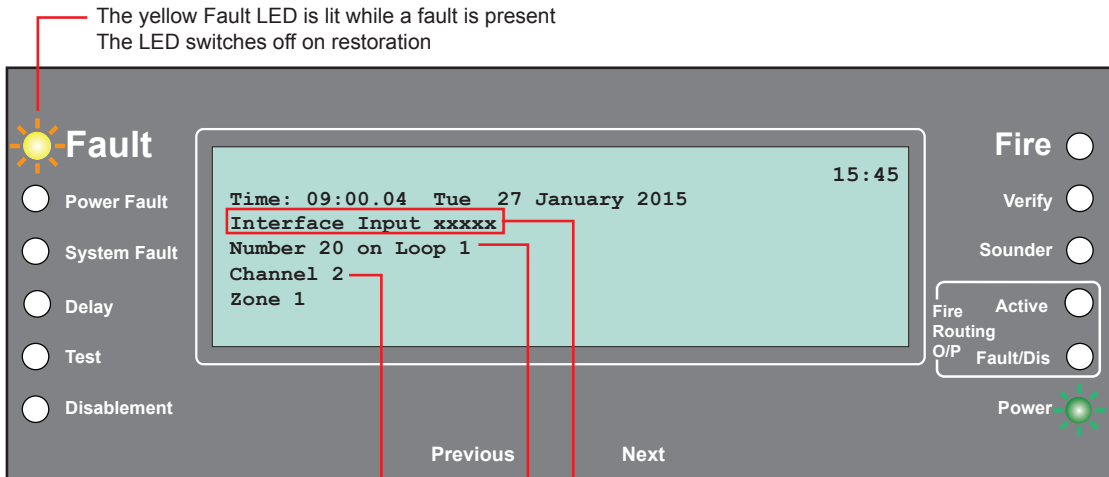 The yellow Fault LED is lit while a fault is present
The LED switches off on restoration
Fault
Power Fault
System Fault
Delay
Test
Disablement
15:45
Time: 09:00.04 Tue 27 January 2015
Interface Input xxxxx
Number 20 on Loop 1
Channel 2
Zone 1
Previous Next
Fire
Verify
Sounder
Fire Routing O/P
Active
Fault/Dis
Power